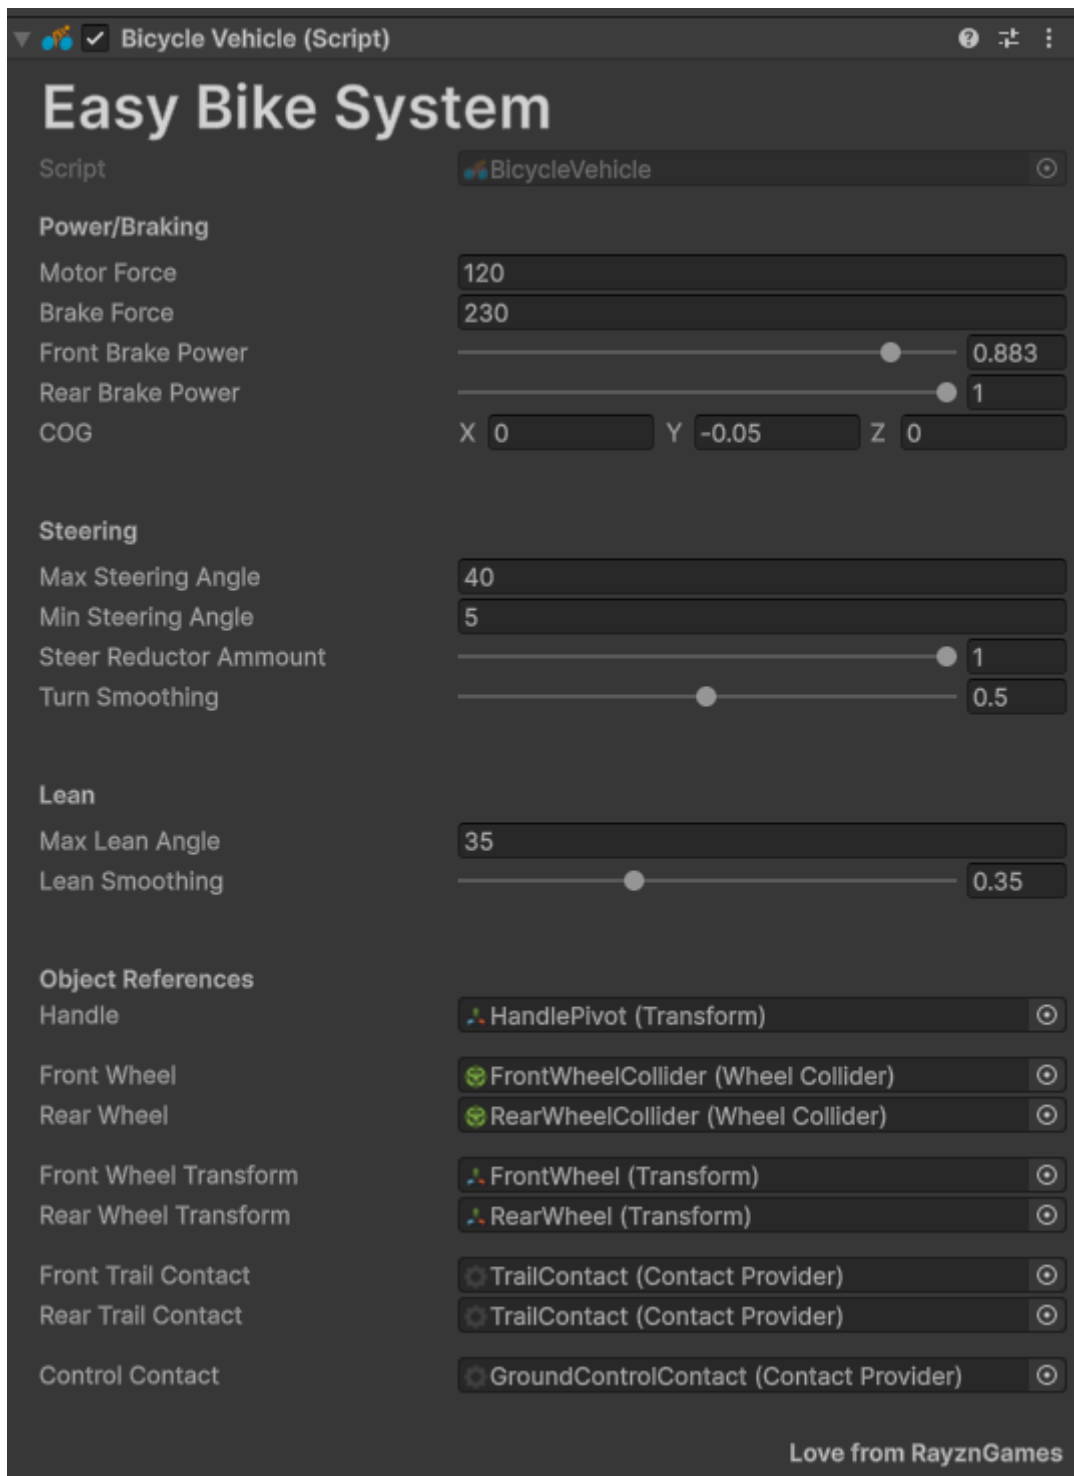 Bicycle Vehicle (Script)
Easy Bike System
Script BicycleVehicle
Power/Braking
Motor Force 120
Brake Force 230
Front Brake Power 0.883
Rear Brake Power 1
COG X 0 Y -0.05 Z 0
Steering
Max Steering Angle 40
Min Steering Angle 5
Steer Reductor Ammount 1
Turn Smoothing 0.5
Lean
Max Lean Angle 35
Lean Smoothing 0.35
Object References
Handle HandlePivot (Transform)
Front Wheel FrontWheelCollider (Wheel Collider)
Rear Wheel RearWheelCollider (Wheel Collider)
Front Wheel Transform FrontWheel (Transform)
Rear Wheel Transform RearWheel (Transform)
Front Trail Contact TrailContact (Contact Provider)
Rear Trail Contact TrailContact (Contact Provider)
Control Contact GroundControlContact (Contact Provider)
Love from RayznGames